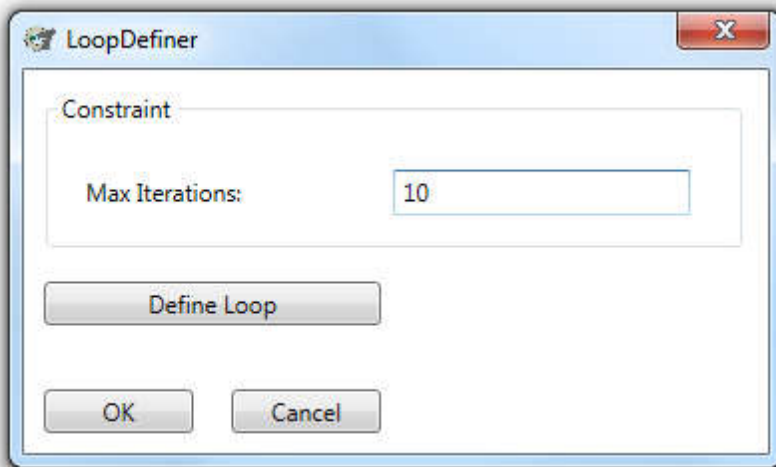 LoopDefiner
Constraint
Max Iterations: 10
Define Loop
OK Cancel